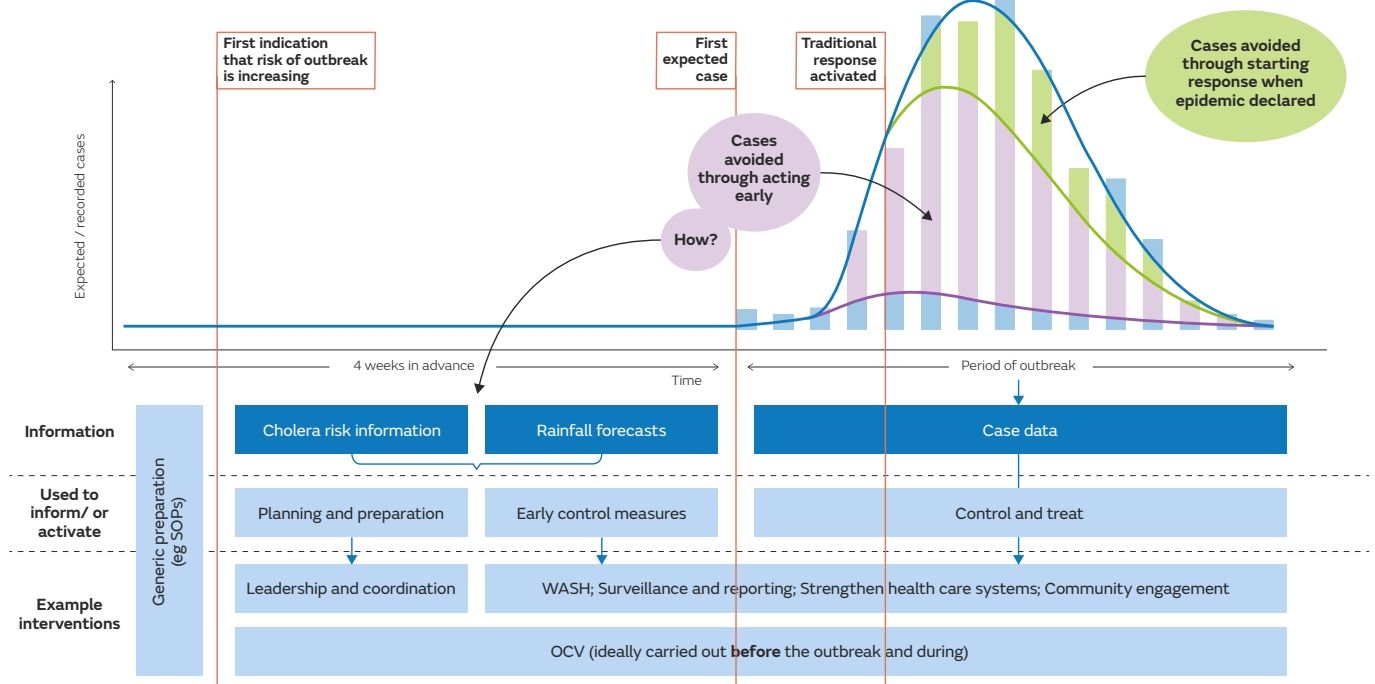 First indication
that risk of outbreak
is increasing
First
expected
case
Traditional
response
activated
Cases avoided
through starting
response when
epidemic declared
Cases
avoided
through acting
early
How?
Expected / recorded cases
4 weeks in advance
Time
Period of outbreak
Information
Generic preparation
(eg SOPs)
Cholera risk information
Rainfall forecasts
Case data
Used to
inform/ or
activate
Planning and preparation
Early control measures
Control and treat
Example
interventions
Leadership and coordination
WASH; Surveillance and reporting; Strengthen health care systems; Community engagement
OCV (ideally carried out before the outbreak and during)